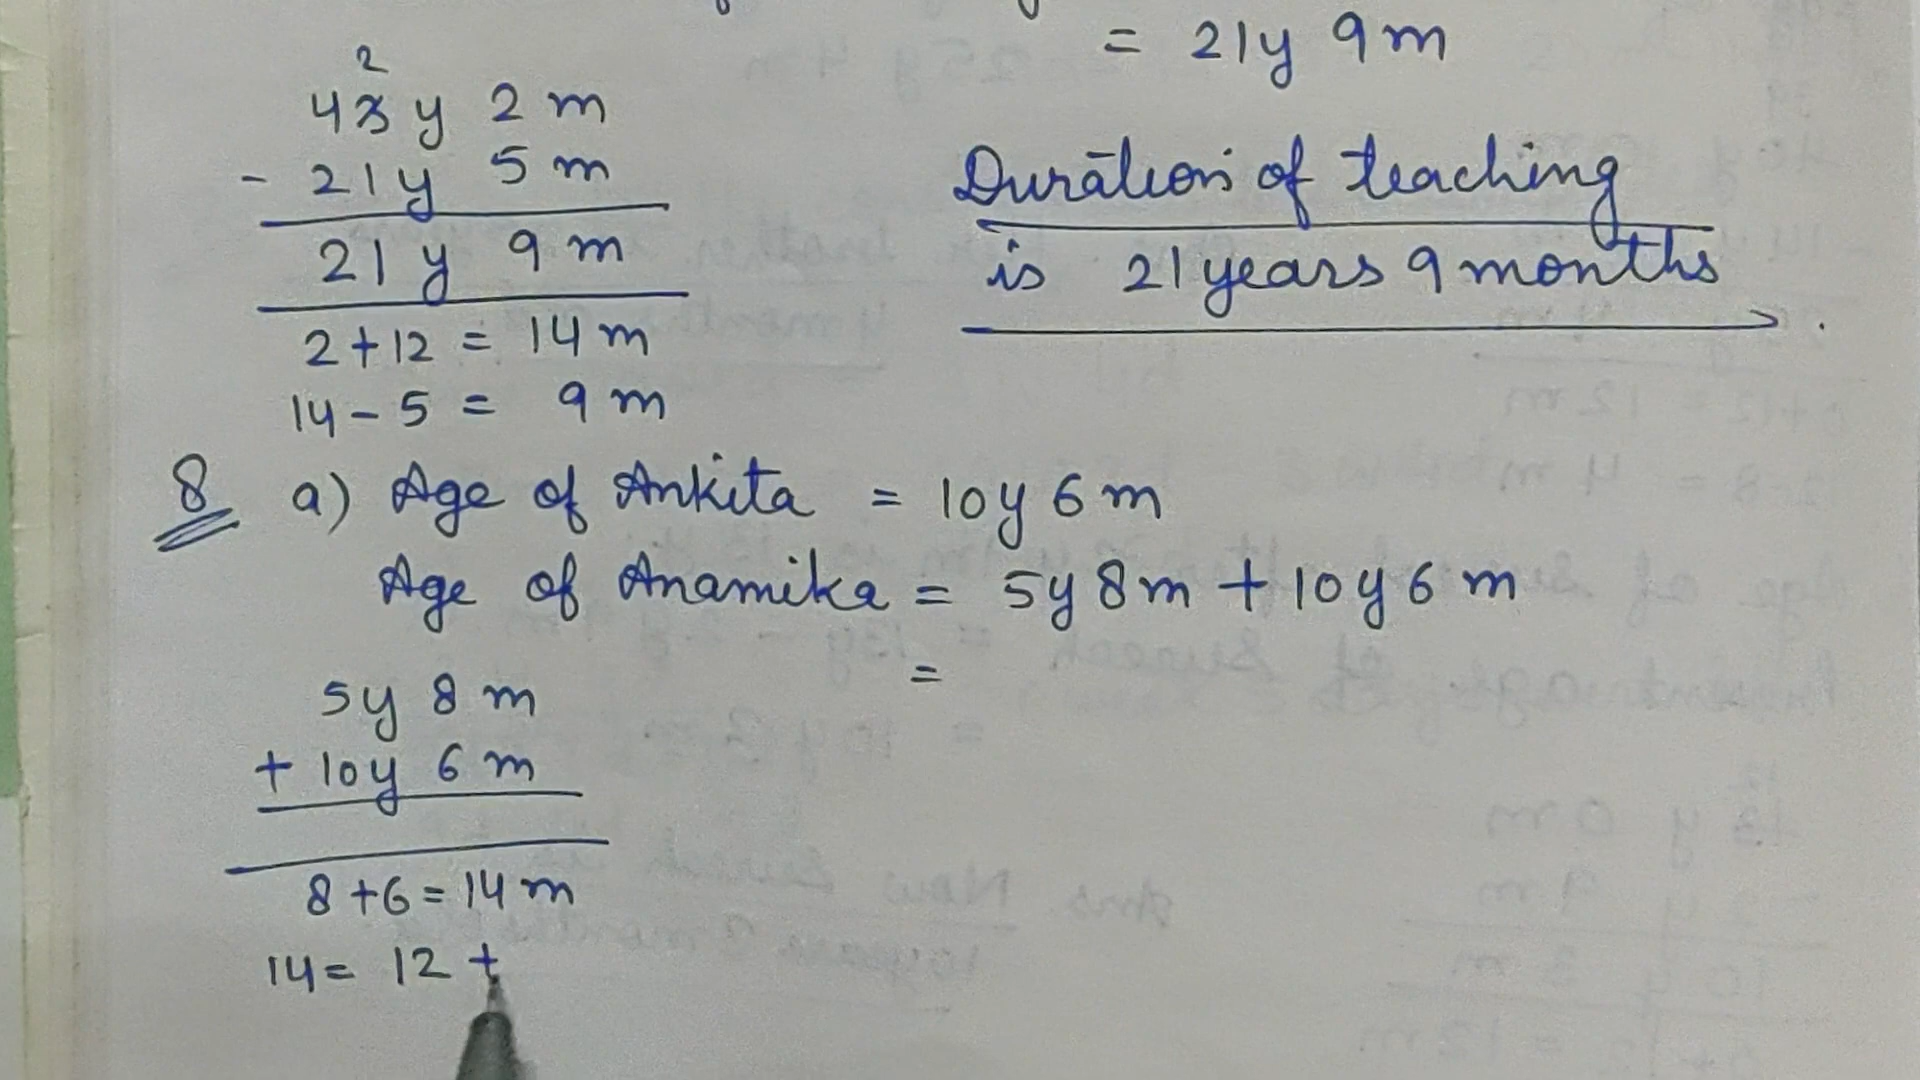 = 21y 9m
2
43 y 2 m
- 21 y 5 m
21 y 9 m
2 + 12 = 14 m
14 - 5 = 9 m
Duration of teaching
is 21 years 9 months.
8 a) Age of Ankita = 10y 6 m
Age of Anamika = 5y 8m + 10y 6 m
=
5y 8 m
+ 10y 6 m
8 + 6 = 14 m
14 = 12 +